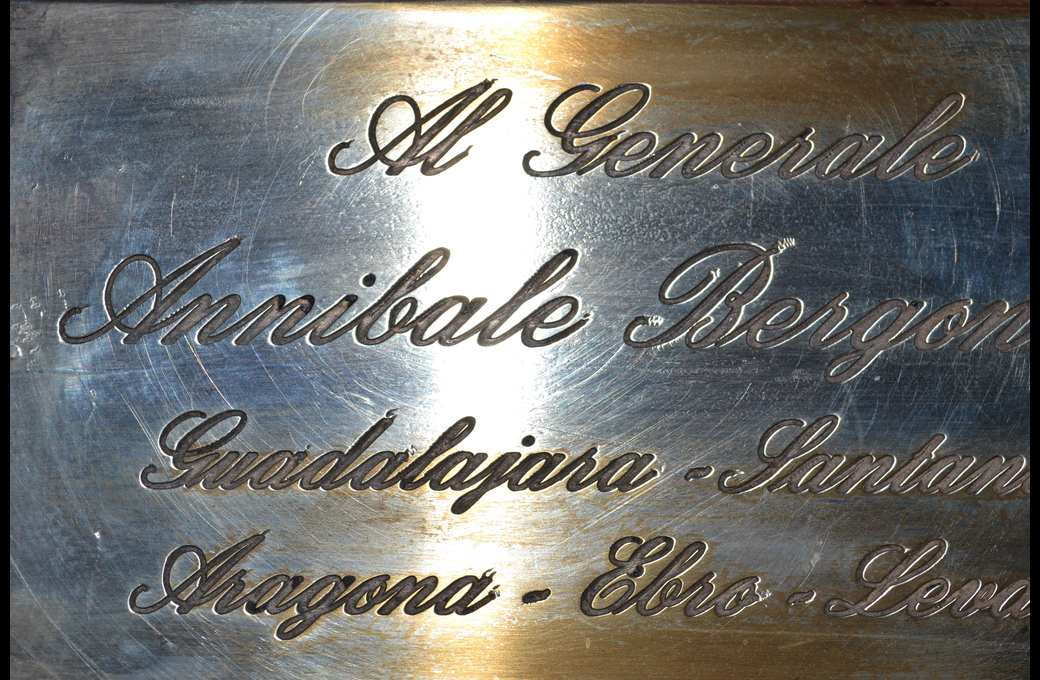 Al Generale
Annibale Bergon
Guadalajara - Santan
Aragona - Ebro - Leva